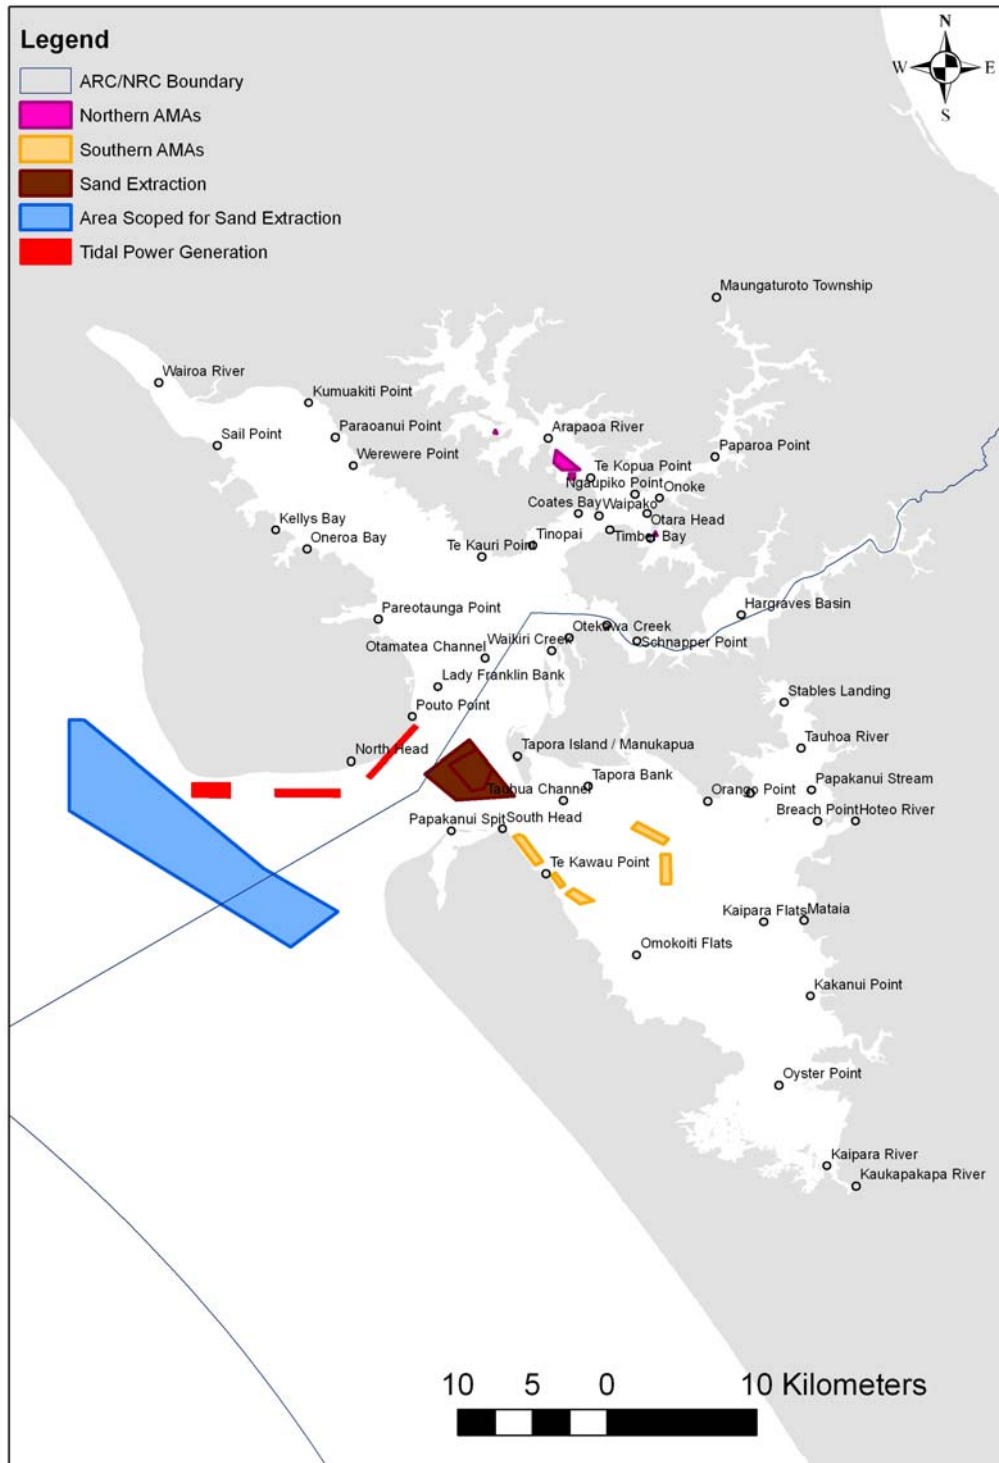 Legend
ARC/NRC Boundary
Northern AMAs
Southern AMAs
Sand Extraction
Area Scoped for Sand Extraction
Tidal Power Generation
N
W E
S
Maungaturoto Township
Wairoa River
Kumuakiti Point
Sail Point
Paraoanui Point
Arapaoa River
Werewere Point
Paparoa Point
Te Kopua Point
Ngaupiko Point
Onoke
Coates Bay
Waipako
Otara Head
Kellys Bay
Oneroa Bay
Te Kauri Point
Tinopai
Timber Bay
Pareotaunga Point
Hargraves Basin
Otekawa Creek
Otamatea Channel
Waikiri Creek
Schnapper Point
Lady Franklin Bank
Stables Landing
Pouto Point
North Head
Tapora Island / Manukapua
Tauhoa River
Tapora Bank
Tauhua Channel
Orango Point
Papakanui Stream
Breach Point
Hoteo River
Papakanui Spit
South Head
Te Kawau Point
Kaipara Flats
Mataia
Omokoiti Flats
Kakanui Point
Oyster Point
Kaipara River
Kaukapakapa River
10 5 0 10 Kilometers